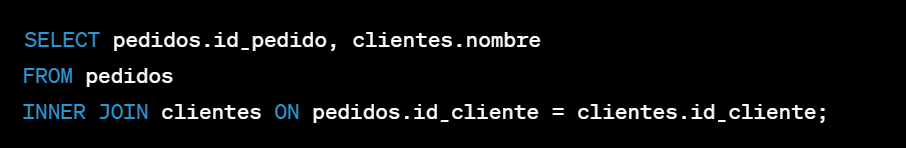 SELECT pedidos.id_pedido, clientes.nombre
FROM pedidos
INNER JOIN clientes ON pedidos.id_cliente = clientes.id_cliente;